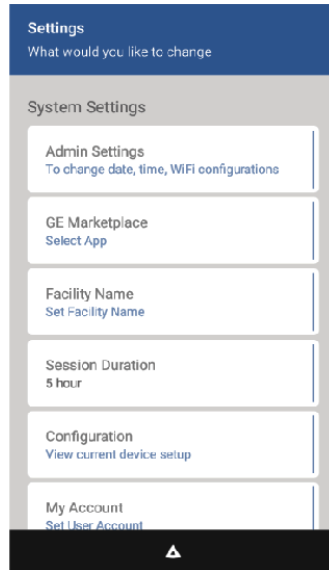 Settings
What would you like to change
System Settings
Admin Settings
To change date, time, WiFi configurations
GE Marketplace
Select App
Facility Name
Set Facility Name
Session Duration
5 hour
Configuration
View current device setup
My Account
Set User Account